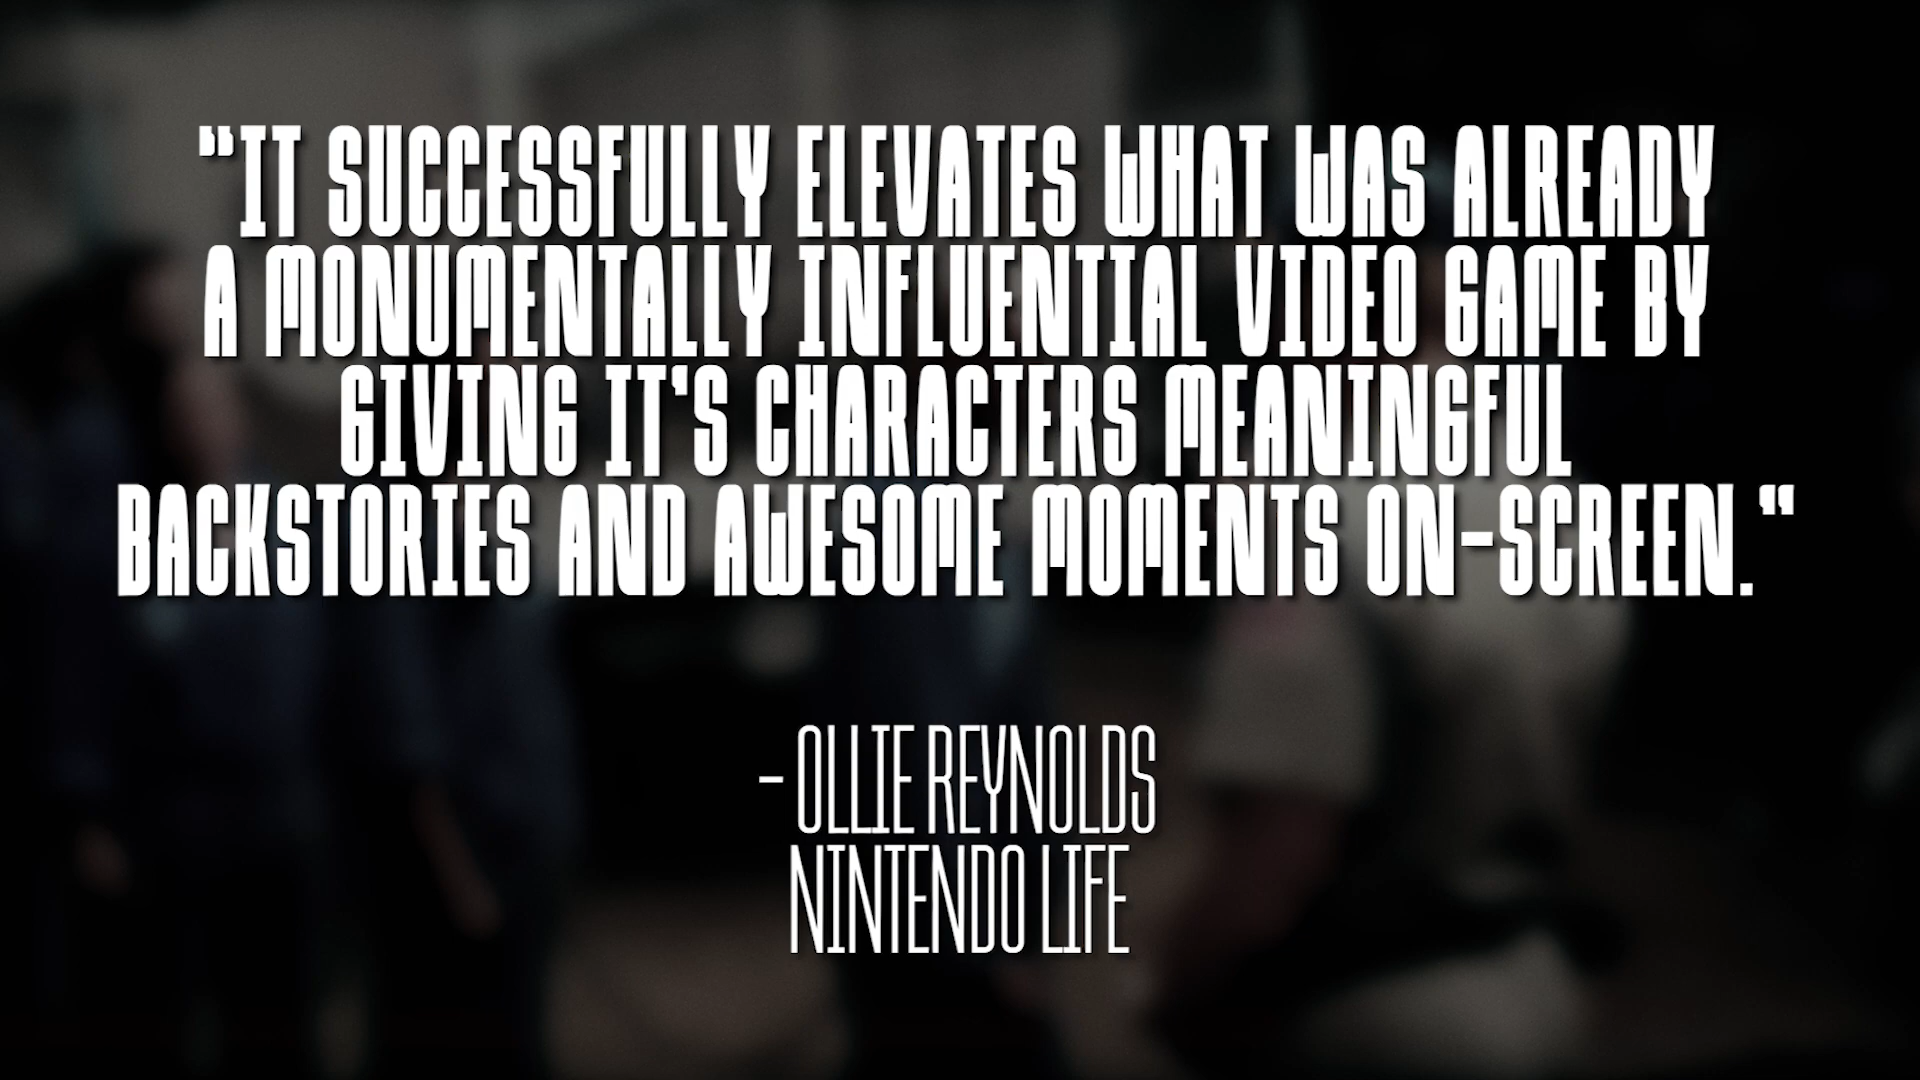 "IT SUCCESSFULLY ELEVATES WHAT WAS ALREADY
A MONUMENTALLY INFLUENTIAL VIDEO GAME BY
GIVING IT'S CHARACTERS MEANINGFUL
BACKSTORIES AND AWESOME MOMENTS ON-SCREEN."
- OLLIE REYNOLDS
NINTENDO LIFE